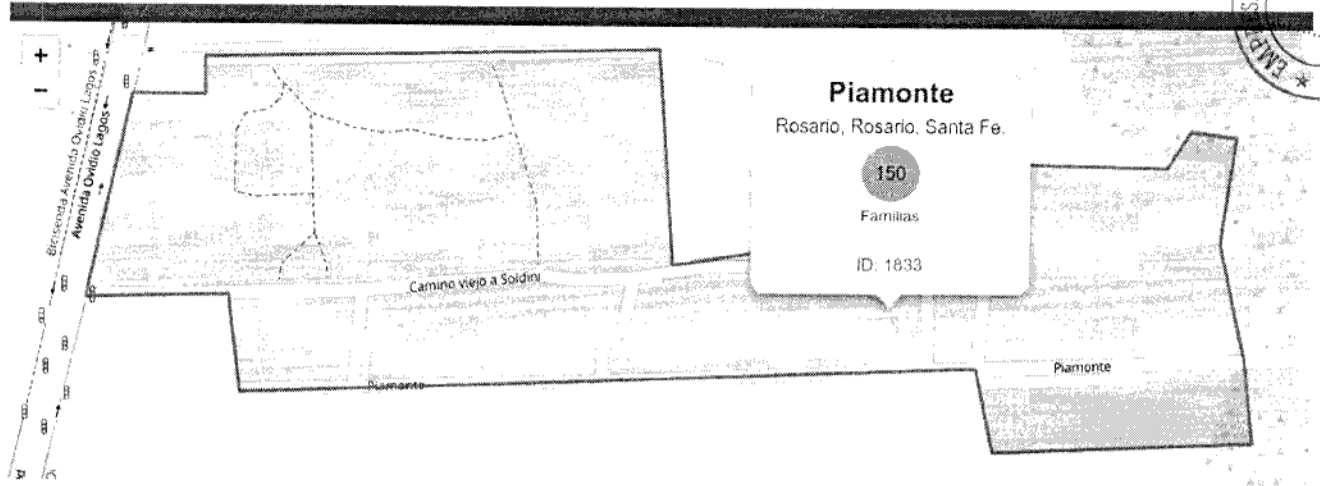 +
−
Bicisenda Avenida Ovidio Lagos
Avenida Ovidio Lagos
Piamonte
Rosario, Rosario, Santa Fe.
150
Familias
ID: 1833
Camino viejo a Soldini
Piamonte
Piamonte